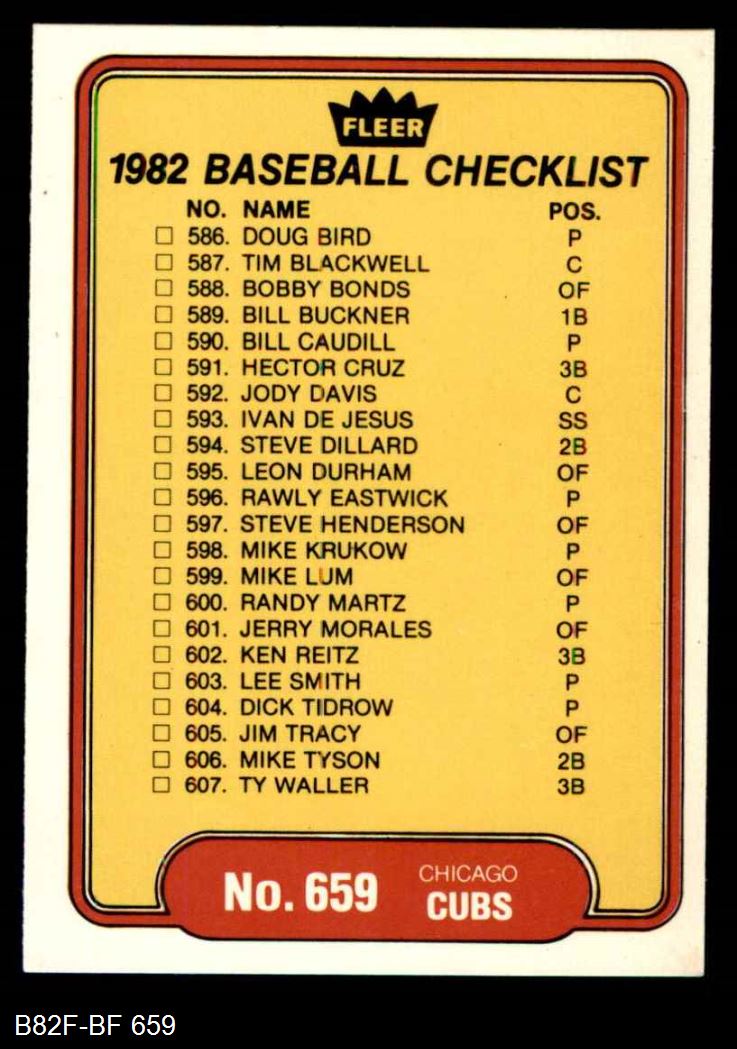 FLEER
1982 BASEBALL CHECKLIST
NO. NAME POS.
586. DOUG BIRD P
587. TIM BLACKWELL C
588. BOBBY BONDS OF
589. BILL BUCKNER 1B
590. BILL CAUDILL P
591. HECTOR CRUZ 3B
592. JODY DAVIS C
593. IVAN DE JESUS SS
594. STEVE DILLARD 2B
595. LEON DURHAM OF
596. RAWLY EASTWICK P
597. STEVE HENDERSON OF
598. MIKE KRUKOW P
599. MIKE LUM OF
600. RANDY MARTZ P
601. JERRY MORALES OF
602. KEN REITZ 3B
603. LEE SMITH P
604. DICK TIDROW P
605. JIM TRACY OF
606. MIKE TYSON 2B
607. TY WALLER 3B
No. 659 CHICAGO
CUBS
B82F-BF 659